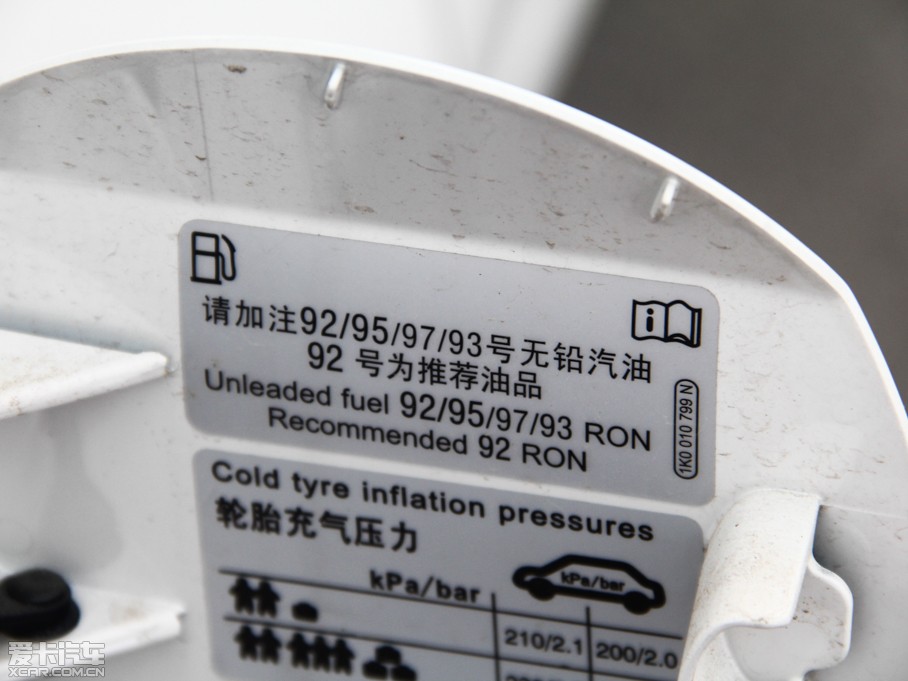 请加注92/95/97/93号无铅汽油
92 号为推荐油品
Unleaded fuel 92/95/97/93 RON
Recommended 92 RON
1K0 010 799 N
Cold tyre inflation pressures
轮胎充气压力
kPa/bar
kPa/bar
210/2.1 200/2.0
爱卡汽车
XCAR.COM.CN